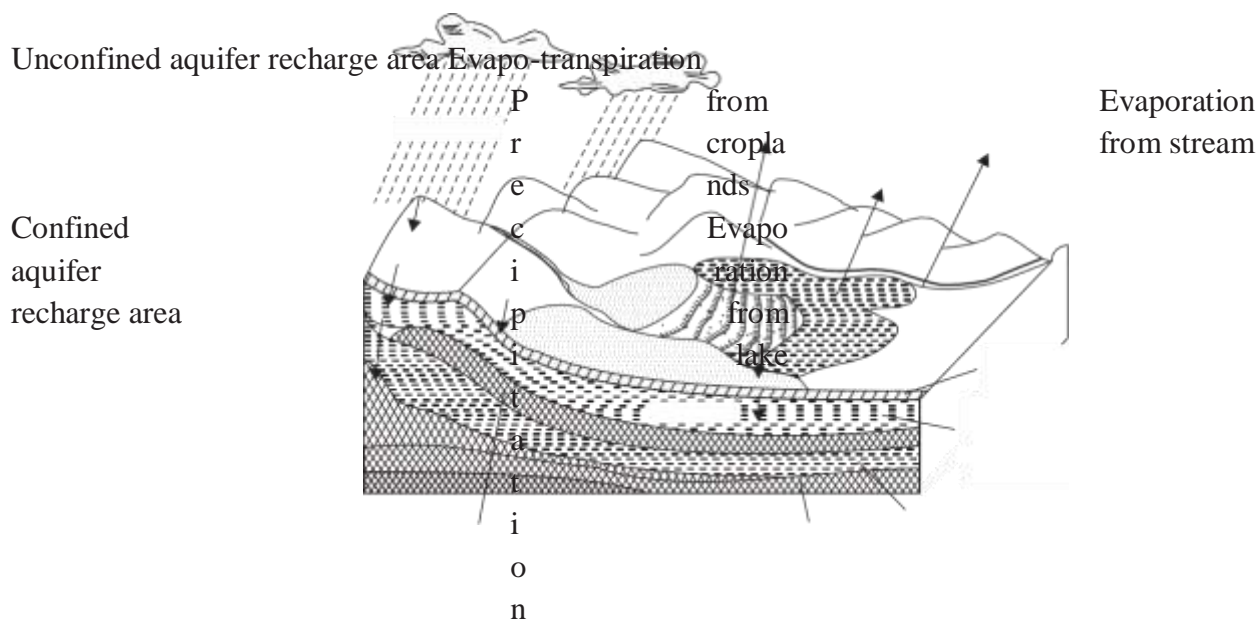 Unconfined aquifer recharge area Evapo-transpiration
Precipitation
from
cropla
nds
Evapo
ration
from
lake
Evaporation
from stream
Confined
aquifer
recharge area